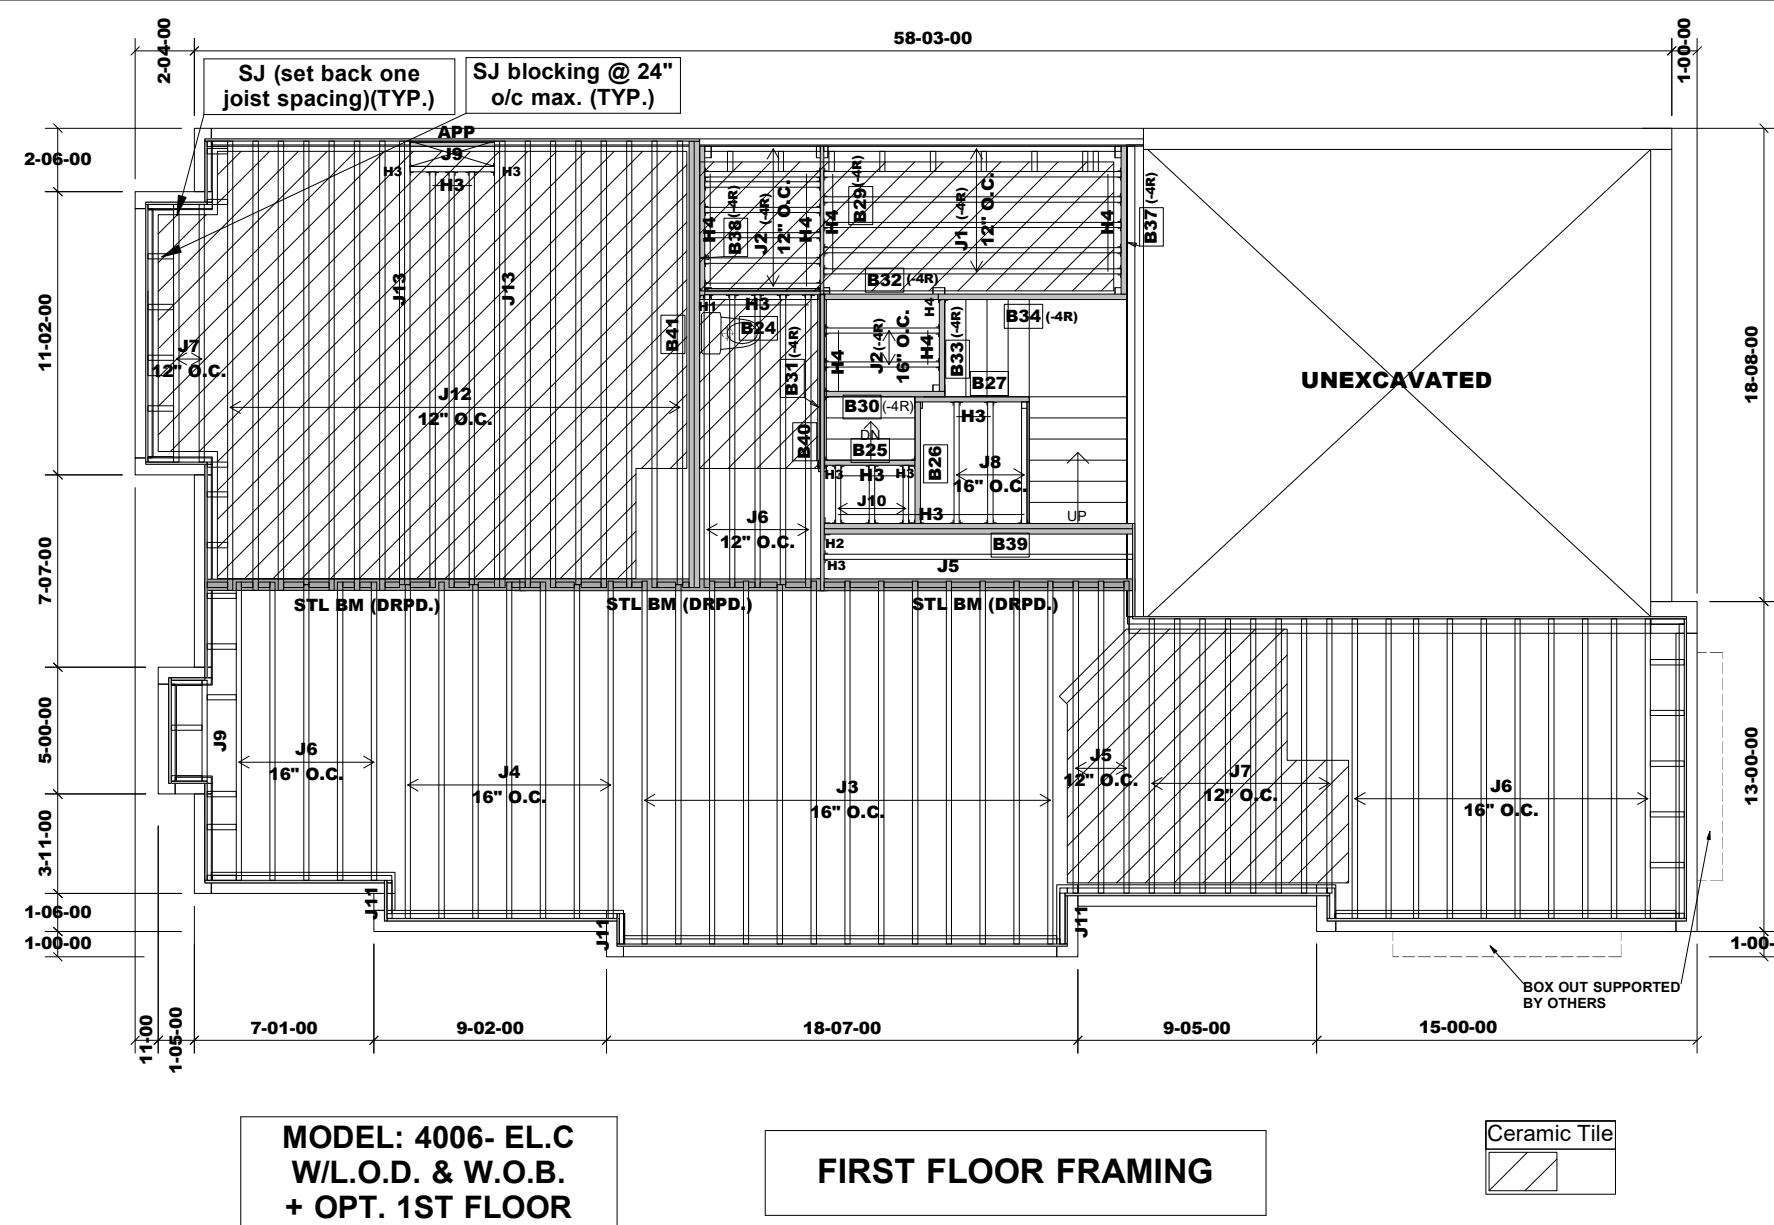 58-03-00
2-04-00
1-00-00
SJ (set back one
joist spacing)(TYP.)
SJ blocking @ 24"
o/c max. (TYP.)
2-06-00
11-02-00
7-07-00
5-00-00
3-11-00
1-06-00
1-00-00
APP
J9
H3
H3
H3
J13
J13
J7
12" O.C.
J12
12" O.C.
B41
H4
B38 (-4R)
J2 (-4R)
12" O.C.
H4
H4
B29 (-4R)
J1 (-4R)
12" O.C.
H4
B37 (-4R)
B32 (-4R)
H1
H3
B24
B31 (-4R)
H4
J2 (-4R)
16" O.C.
H4
H4
B33 (-4R)
B34 (-4R)
B27
B30 (-4R)
DN
B25
B40
B26
H3
J8
16" O.C.
H3
H3
H3
J10
H3
UP
J6
12" O.C.
H2
B39
H3
J5
UNEXCAVATED
18-08-00
13-00-00
1-00-
STL BM (DRPD.)
STL BM (DRPD.)
STL BM (DRPD.)
J9
J6
16" O.C.
J4
16" O.C.
J3
16" O.C.
J5
12" O.C.
J7
12" O.C.
J6
16" O.C.
J11
J11
J11
BOX OUT SUPPORTED
BY OTHERS
11-00
1-05-00
7-01-00
9-02-00
18-07-00
9-05-00
15-00-00
MODEL: 4006- EL.C
W/L.O.D. & W.O.B.
+ OPT. 1ST FLOOR
FIRST FLOOR FRAMING
Ceramic Tile